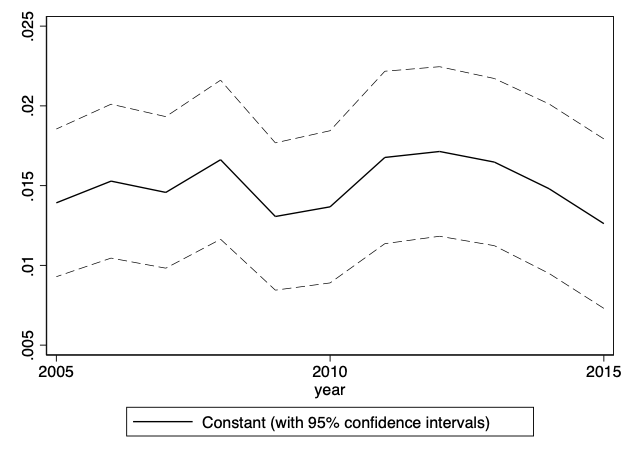 .025
.02
.015
.01
.005
2005 2010 2015
year
Constant (with 95% confidence intervals)